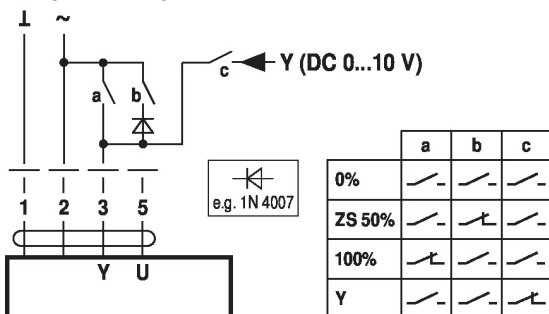 ⊥ ~
a b c Y (DC 0...10 V)
1 2 3 5
Y U
e.g. 1N 4007
a b c
0%
ZS 50%
100%
Y